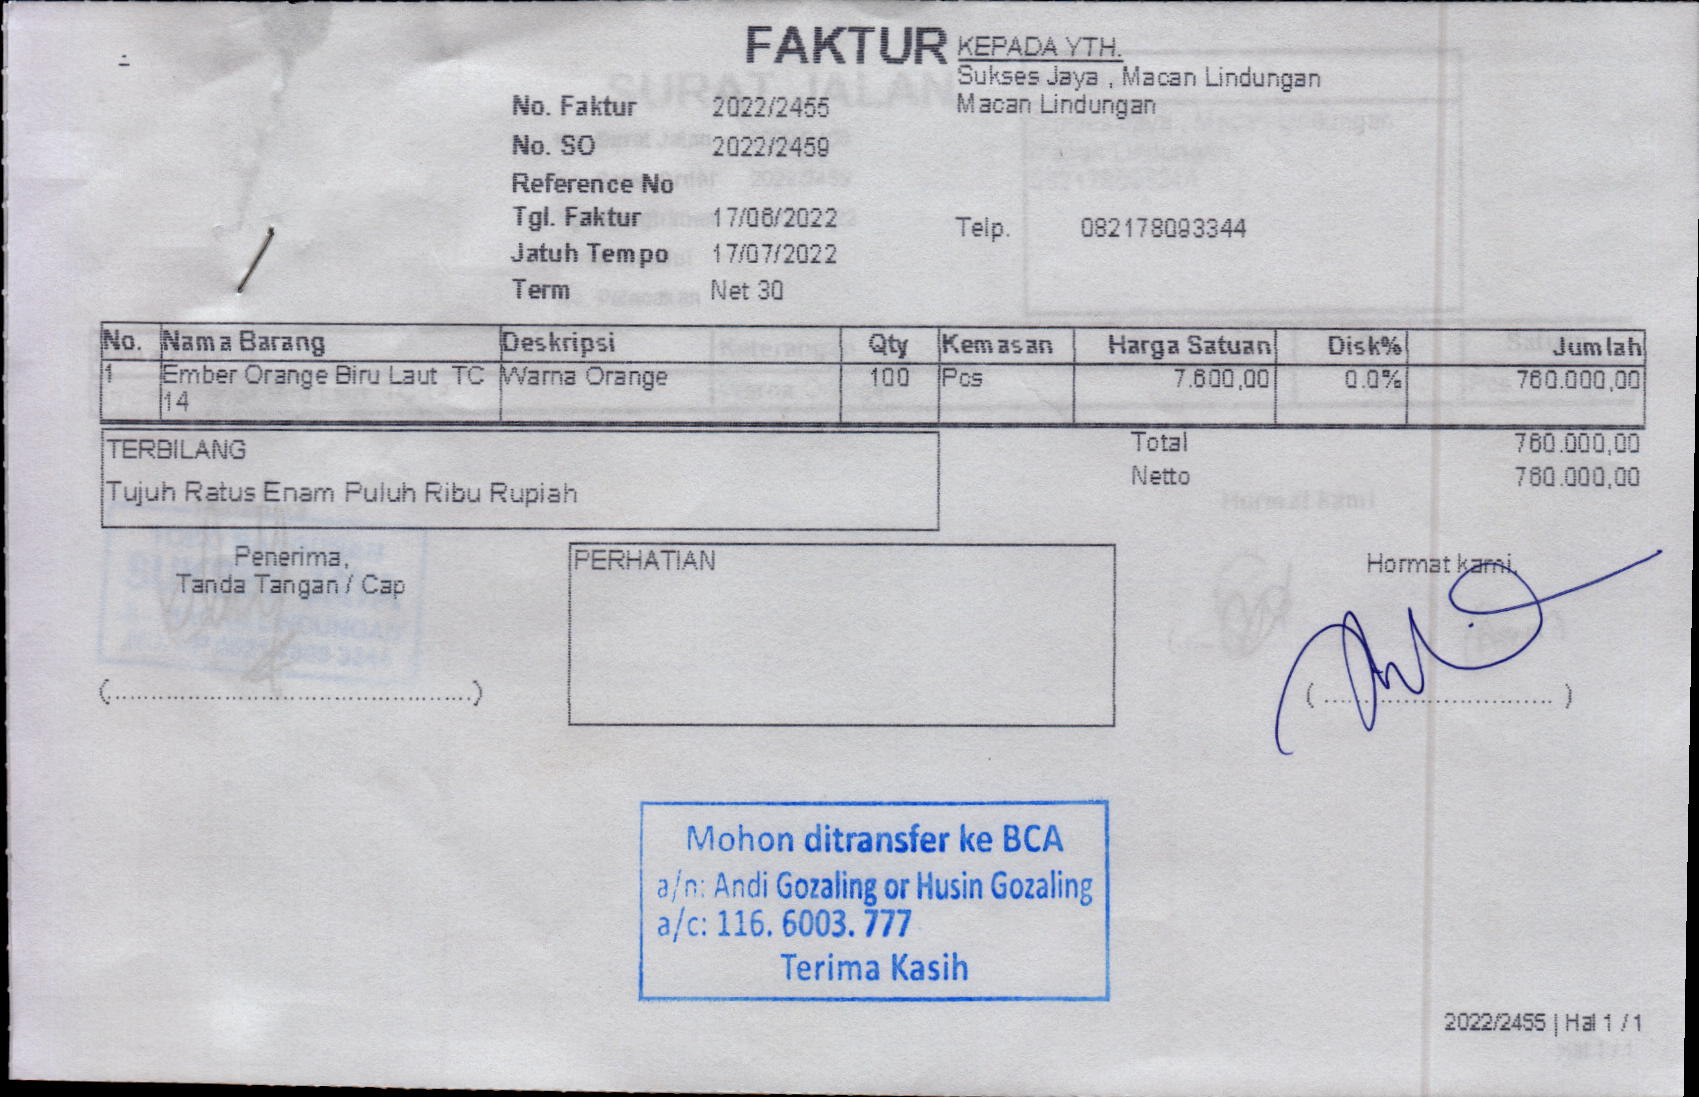 FAKTUR
KEPADA YTH.
Sukses Jaya , Macan Lindungan
Macan Lindungan
No. Faktur 2022/2455
No. SO 2022/2459
Reference No
Tgl. Faktur 17/06/2022
Telp. 082178093344
Jatuh Tempo 17/07/2022
Term Net 30
No. Nama Barang Deskripsi Qty Kemasan Harga Satuan Disk% Jumlah
1 Ember Orange Biru Laut TC Warna Orange 100 Pcs 7.600,00 0.0% 760.000,00
14
TERBILANG
Total 760.000,00
Netto 760.000,00
Tujuh Ratus Enam Puluh Ribu Rupiah
Penerima,
Tanda Tangan / Cap
(.................................................)
PERHATIAN
Hormat kami,
( ............................... )
Mohon ditransfer ke BCA
a/n: Andi Gozaling or Husin Gozaling
a/c: 116. 6003. 777
Terima Kasih
2022/2455 | Hal 1 / 1